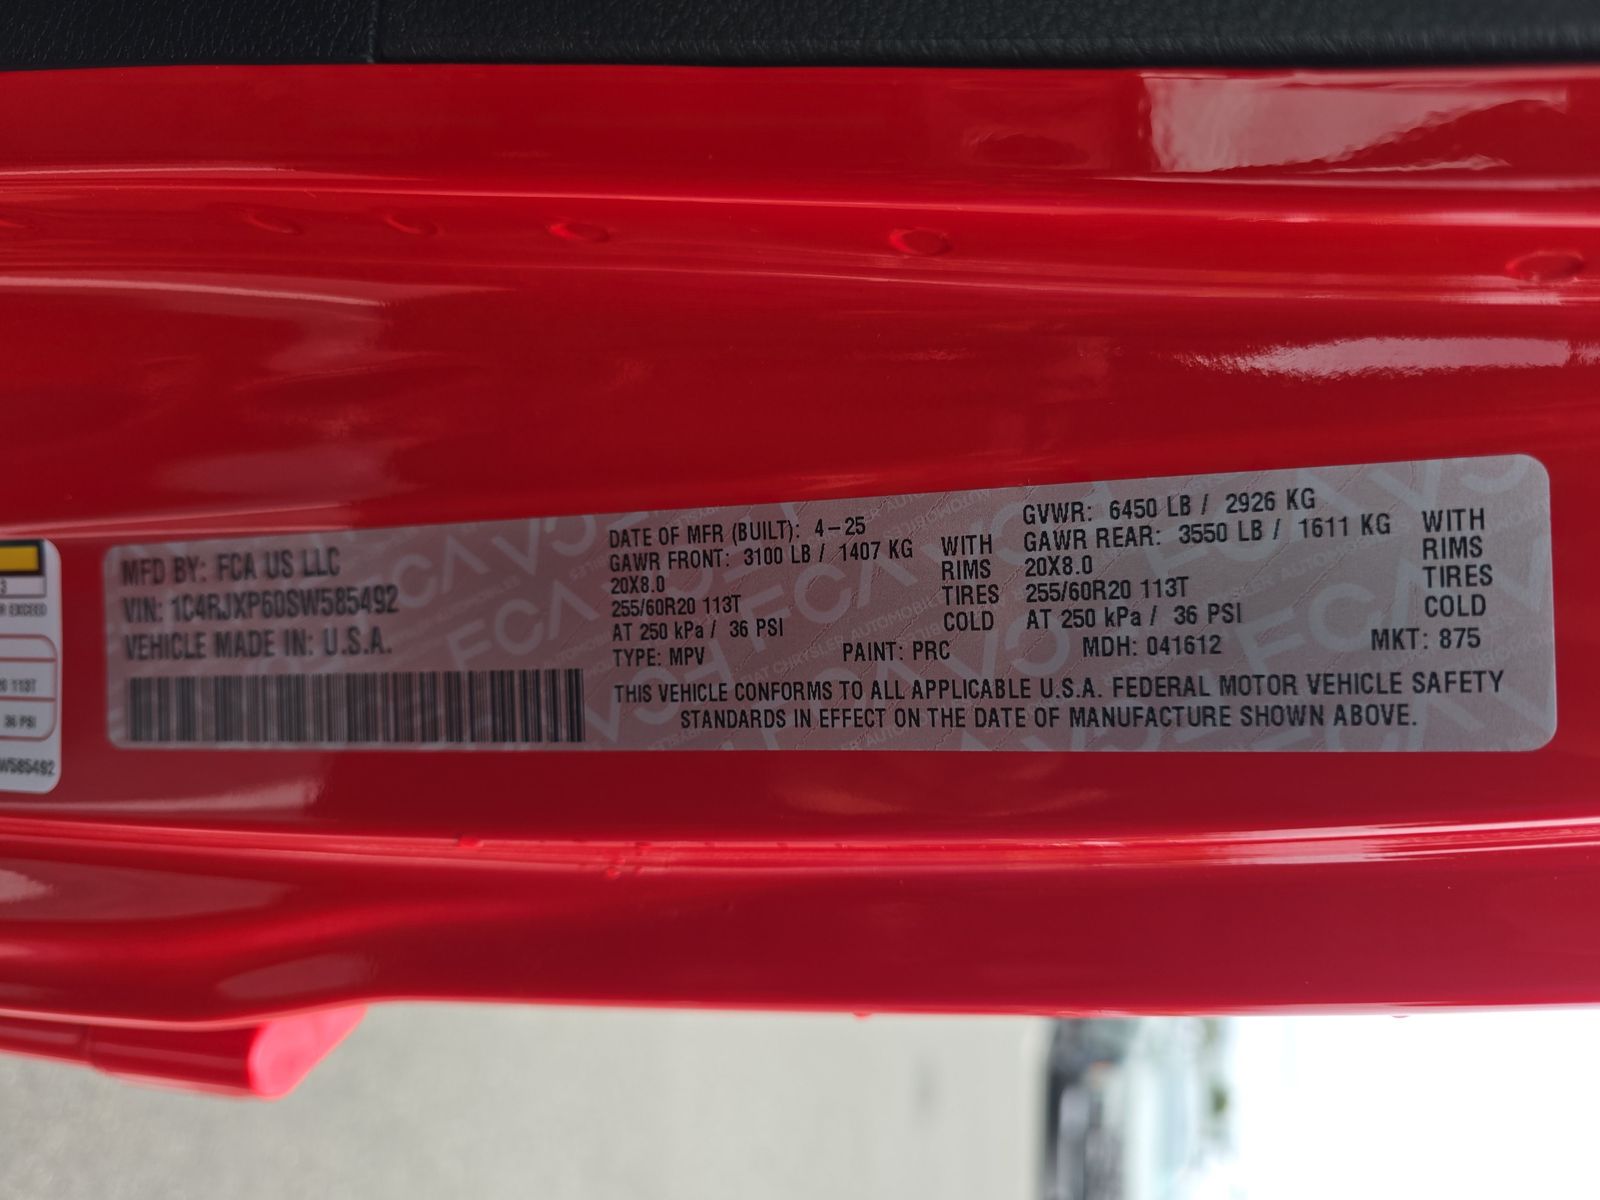 MFD BY: FCA US LLC
VIN: 1C4RJXP60SW585492
VEHICLE MADE IN: U.S.A.
DATE OF MFR (BUILT): 4-25
GAWR FRONT: 3100 LB / 1407 KG WITH
20X8.0 RIMS
255/60R20 113T TIRES
AT 250 kPa / 36 PSI COLD
GVWR: 6450 LB / 2926 KG
GAWR REAR: 3550 LB / 1611 KG WITH
20X8.0 RIMS
255/60R20 113T TIRES
AT 250 kPa / 36 PSI COLD
TYPE: MPV PAINT: PRC MDH: 041612 MKT: 875
THIS VEHICLE CONFORMS TO ALL APPLICABLE U.S.A. FEDERAL MOTOR VEHICLE SAFETY
STANDARDS IN EFFECT ON THE DATE OF MANUFACTURE SHOWN ABOVE.
EXCEED
113T
36 PSI
W585492